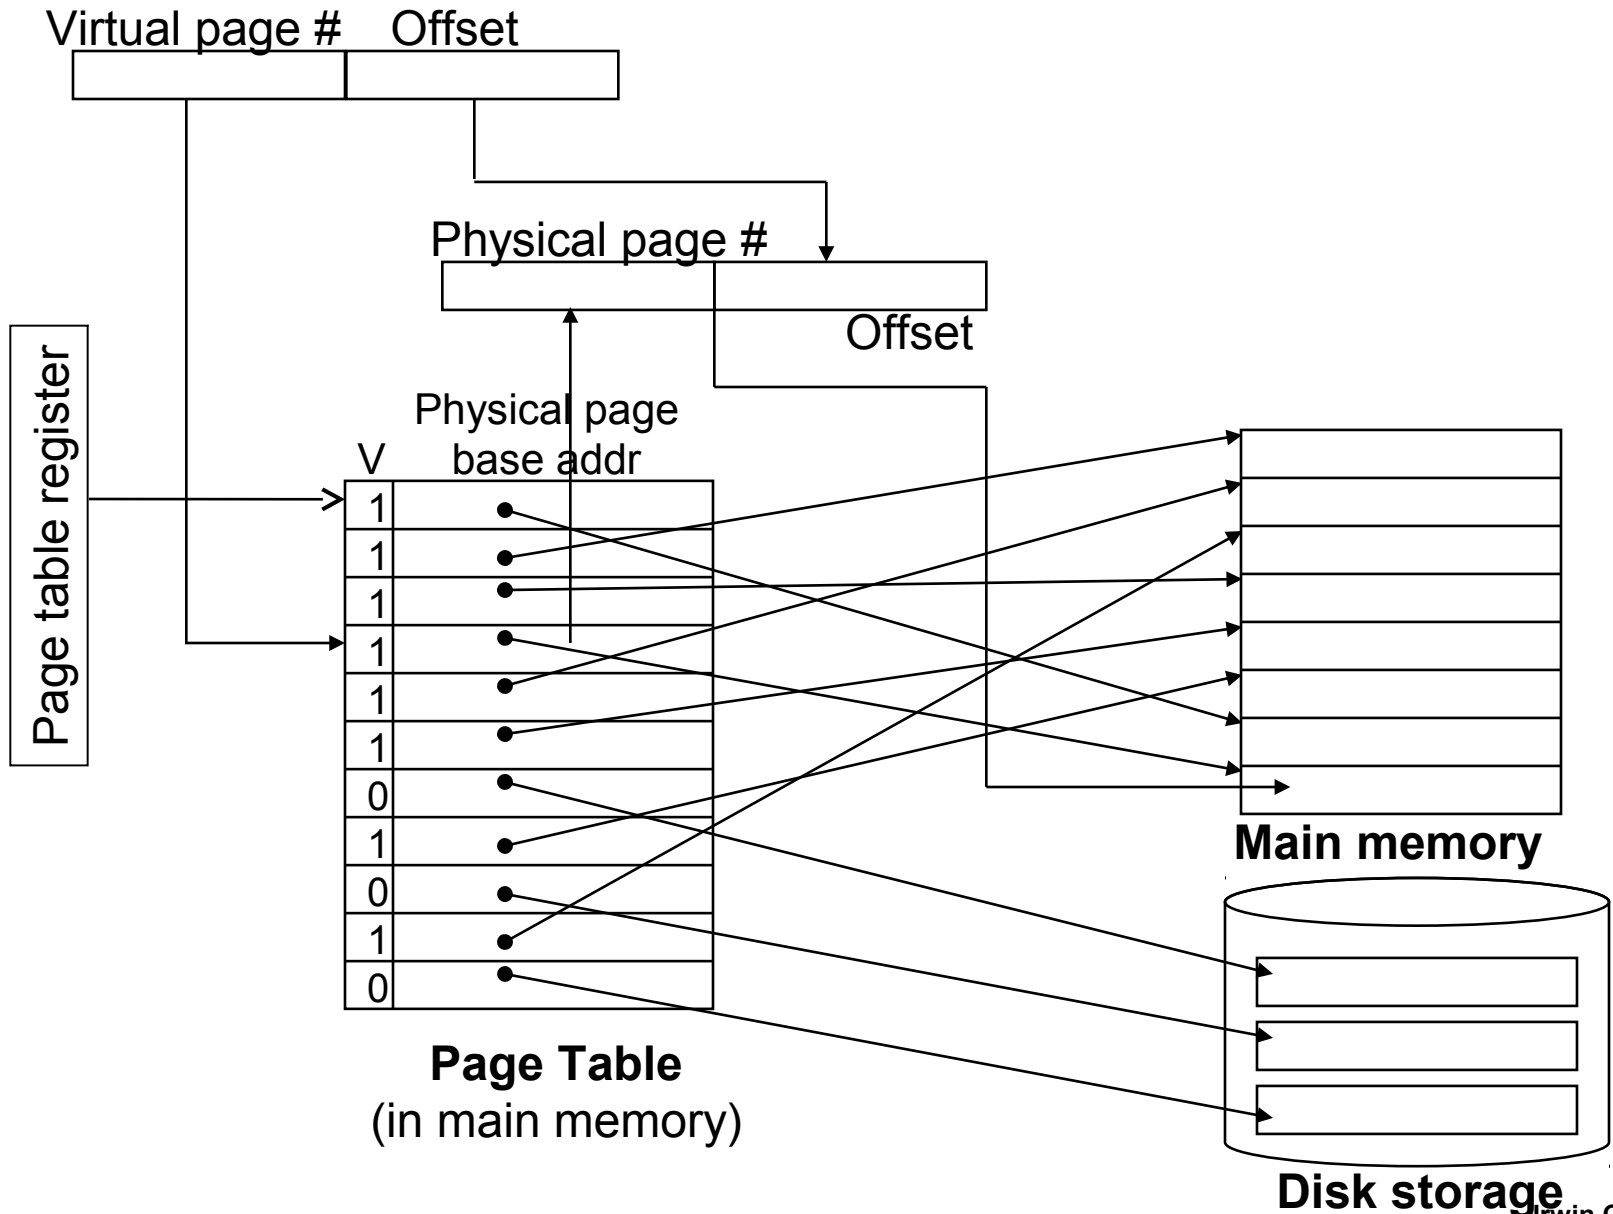 Virtual page # Offset
Physical page #
Offset
Page table register
Physical page
V base addr
1
1
1
1
1
1
0
1
0
1
0
Main memory
Page Table
(in main memory)
Disk storage
Irwin